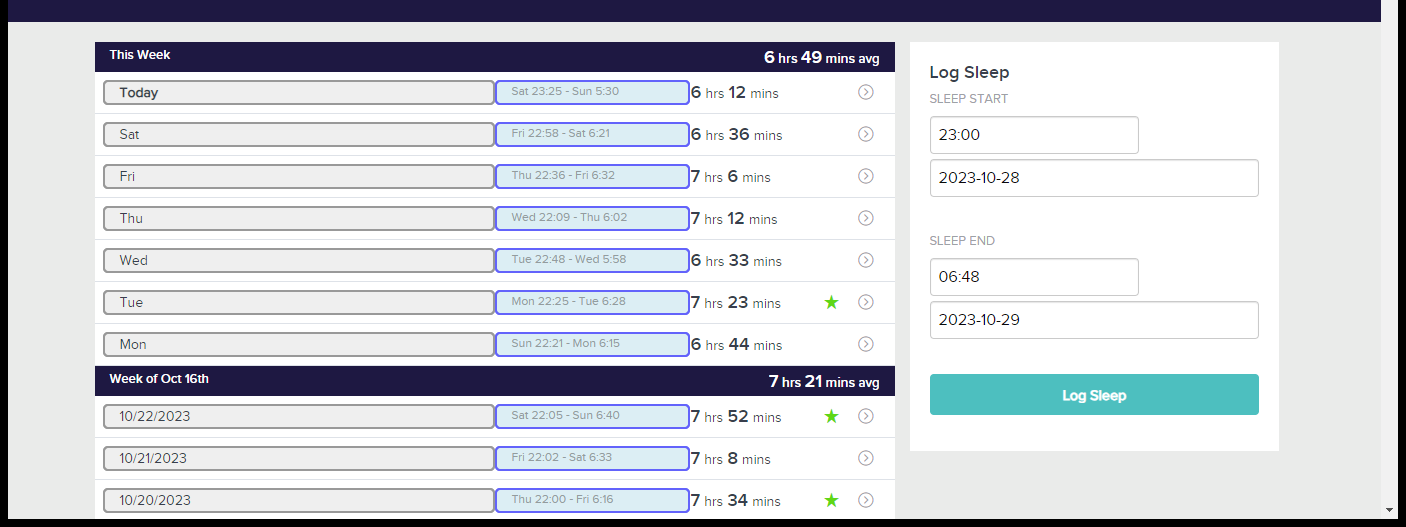 This Week 6 hrs 49 mins avg
Today Sat 23:25 - Sun 5:30 6 hrs 12 mins
Sat Fri 22:58 - Sat 6:21 6 hrs 36 mins
Fri Thu 22:36 - Fri 6:32 7 hrs 6 mins
Thu Wed 22:09 - Thu 6:02 7 hrs 12 mins
Wed Tue 22:48 - Wed 5:58 6 hrs 33 mins
Tue Mon 22:25 - Tue 6:28 7 hrs 23 mins
Mon Sun 22:21 - Mon 6:15 6 hrs 44 mins
Week of Oct 16th 7 hrs 21 mins avg
10/22/2023 Sat 22:05 - Sun 6:40 7 hrs 52 mins
10/21/2023 Fri 22:02 - Sat 6:33 7 hrs 8 mins
10/20/2023 Thu 22:00 - Fri 6:16 7 hrs 34 mins
Log Sleep
SLEEP START
23:00
2023-10-28
SLEEP END
06:48
2023-10-29
Log Sleep